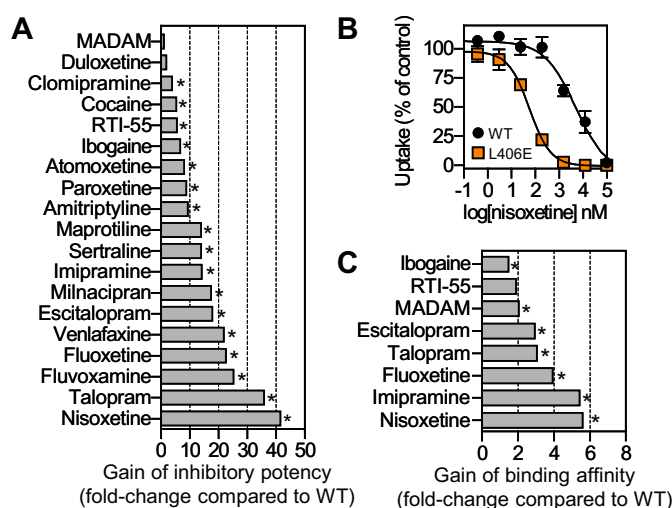 A
MADAM
Duloxetine
Clomipramine *
Cocaine *
RTI-55 *
Ibogaine *
Atomoxetine *
Paroxetine *
Amitriptyline *
Maprotiline *
Sertraline *
Imipramine *
Milnacipran *
Escitalopram *
Venlafaxine *
Fluoxetine *
Fluvoxamine *
Talopram *
Nisoxetine *
0 10 20 30 40 50
Gain of inhibitory potency
(fold-change compared to WT)
B
Uptake (% of control)
100
75
50
25
0
WT
L406E
-1 0 1 2 3 4 5
log[nisoxetine] nM
C
Ibogaine *
RTI-55
MADAM *
Escitalopram *
Talopram *
Fluoxetine *
Imipramine *
Nisoxetine *
0 2 4 6 8
Gain of binding affinity
(fold-change compared to WT)